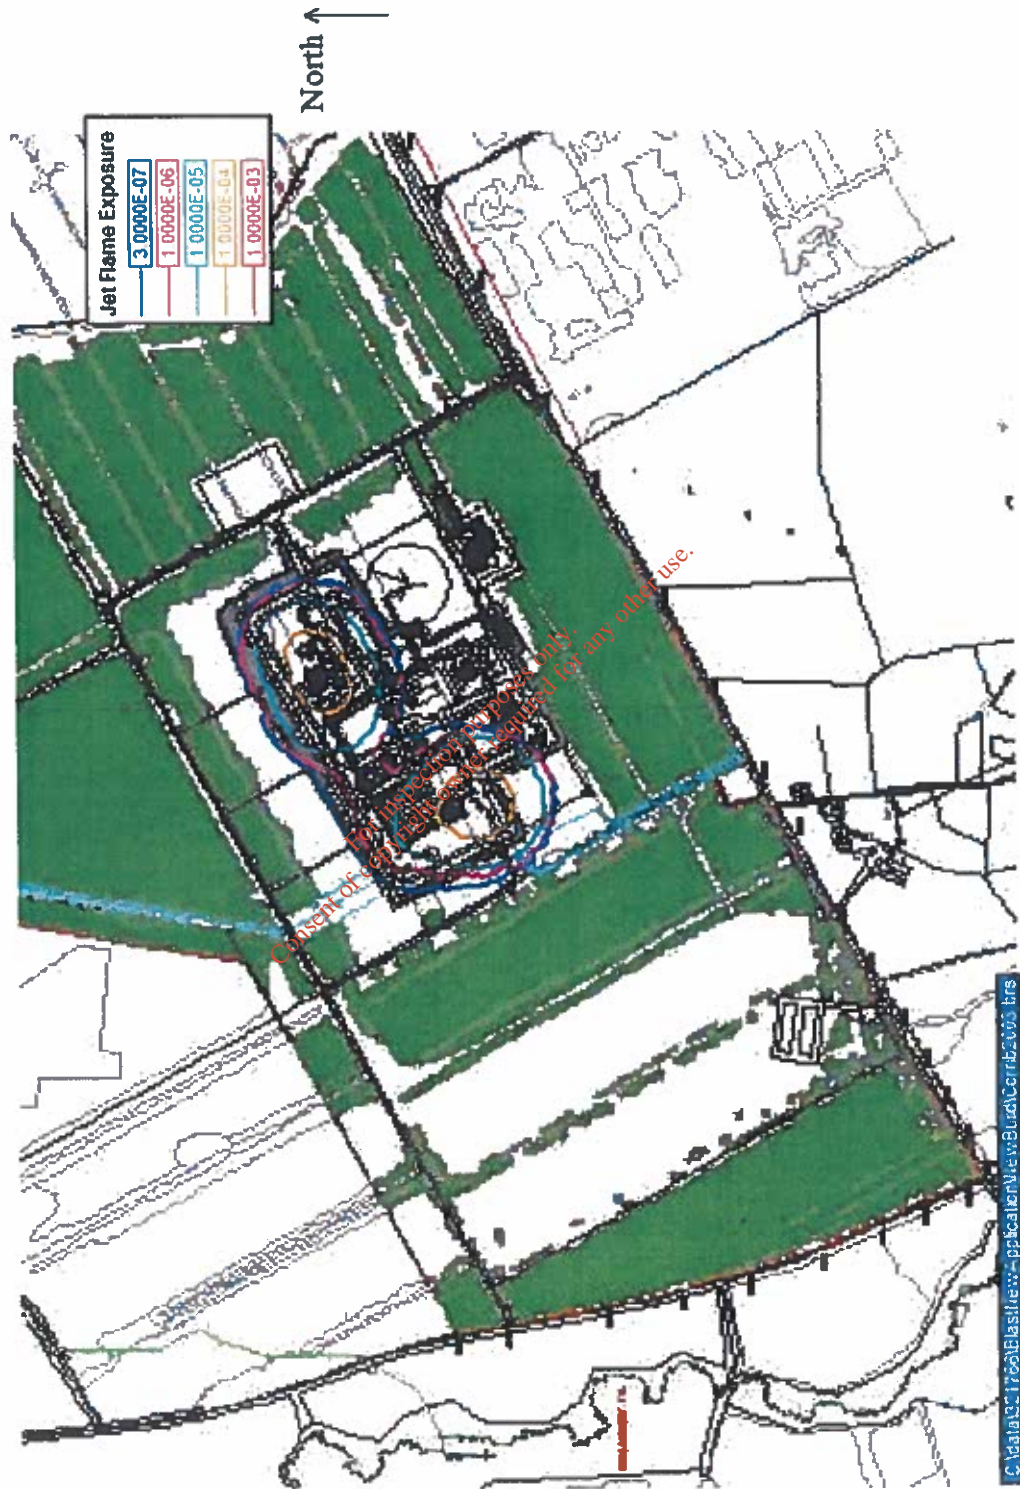 North
Jet Flame Exposure
3.0000E-07
1.0000E-06
1.0000E-05
1.0000E-04
1.0000E-03
For inspection purposes only.
Consent of copyright owner required for any other use.